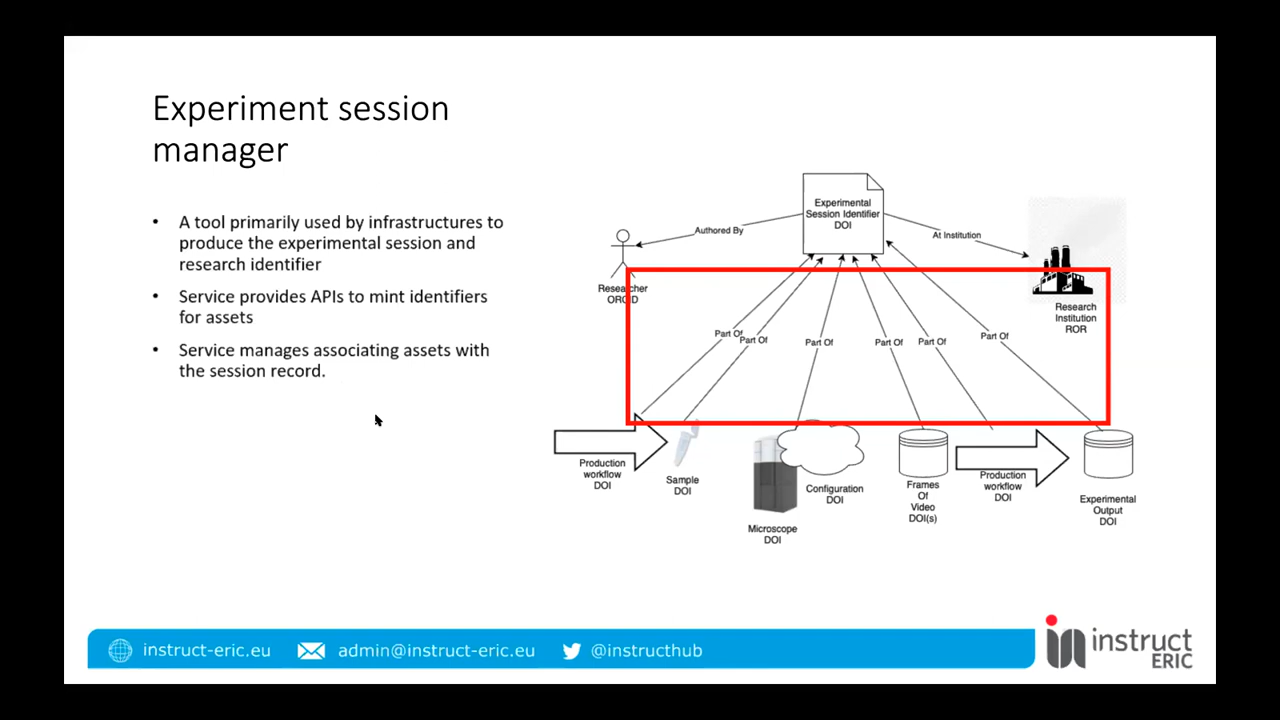 Experiment session
manager
• A tool primarily used by infrastructures to
produce the experimental session and
research identifier
• Service provides APIs to mint identifiers
for assets
• Service manages associating assets with
the session record.
Experimental
Session Identifier
DOI
Authored By
At Institution
Researcher
ORCID
Research
Institution
ROR
Part Of
Part Of
Part Of
Part Of
Part Of
Part Of
Production
workflow
DOI
Sample
DOI
Microscope
DOI
Configuration
DOI
Frames
Of
Video
DOI(s)
Production
workflow
DOI
Experimental
Output
DOI
instruct-eric.eu
admin@instruct-eric.eu
@instructhub
instruct
ERIC